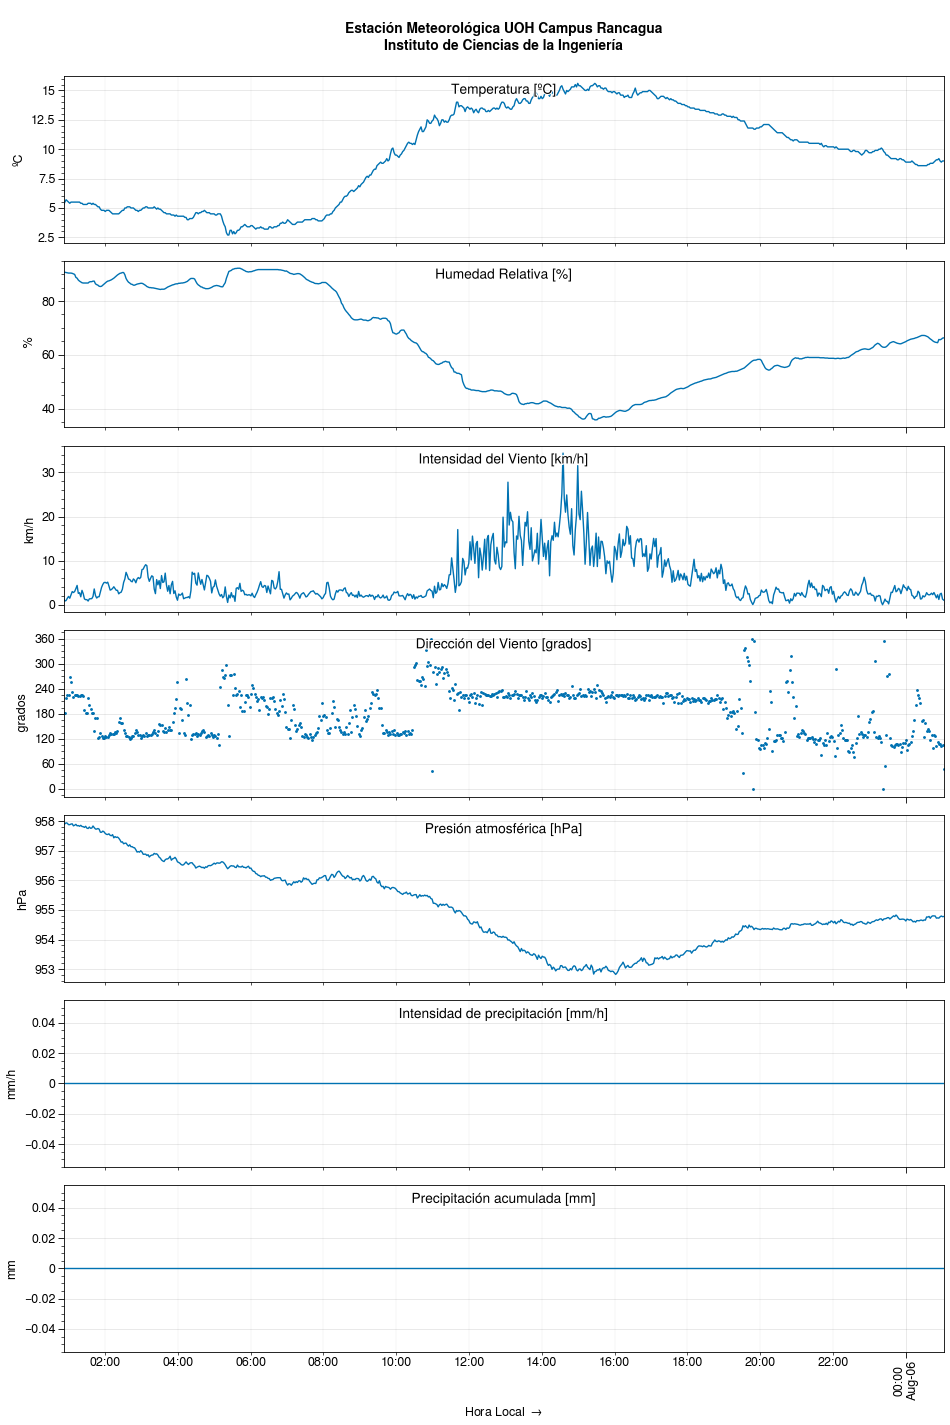 Estación Meteorológica UOH Campus Rancagua
Instituto de Ciencias de la Ingeniería
Temperatura [ºC]
ºC
15
12.5
10
7.5
5
2.5
Humedad Relativa [%]
%
80
60
40
Intensidad del Viento [km/h]
km/h
30
20
10
0
Dirección del Viento [grados]
grados
360
300
240
180
120
60
0
Presión atmosférica [hPa]
hPa
958
957
956
955
954
953
Intensidad de precipitación [mm/h]
mm/h
0.04
0.02
0
−0.02
−0.04
Precipitación acumulada [mm]
mm
0.04
0.02
0
−0.02
−0.04
02:00 04:00 06:00 08:00 10:00 12:00 14:00 16:00 18:00 20:00 22:00 00:00
Aug-06
Hora Local →